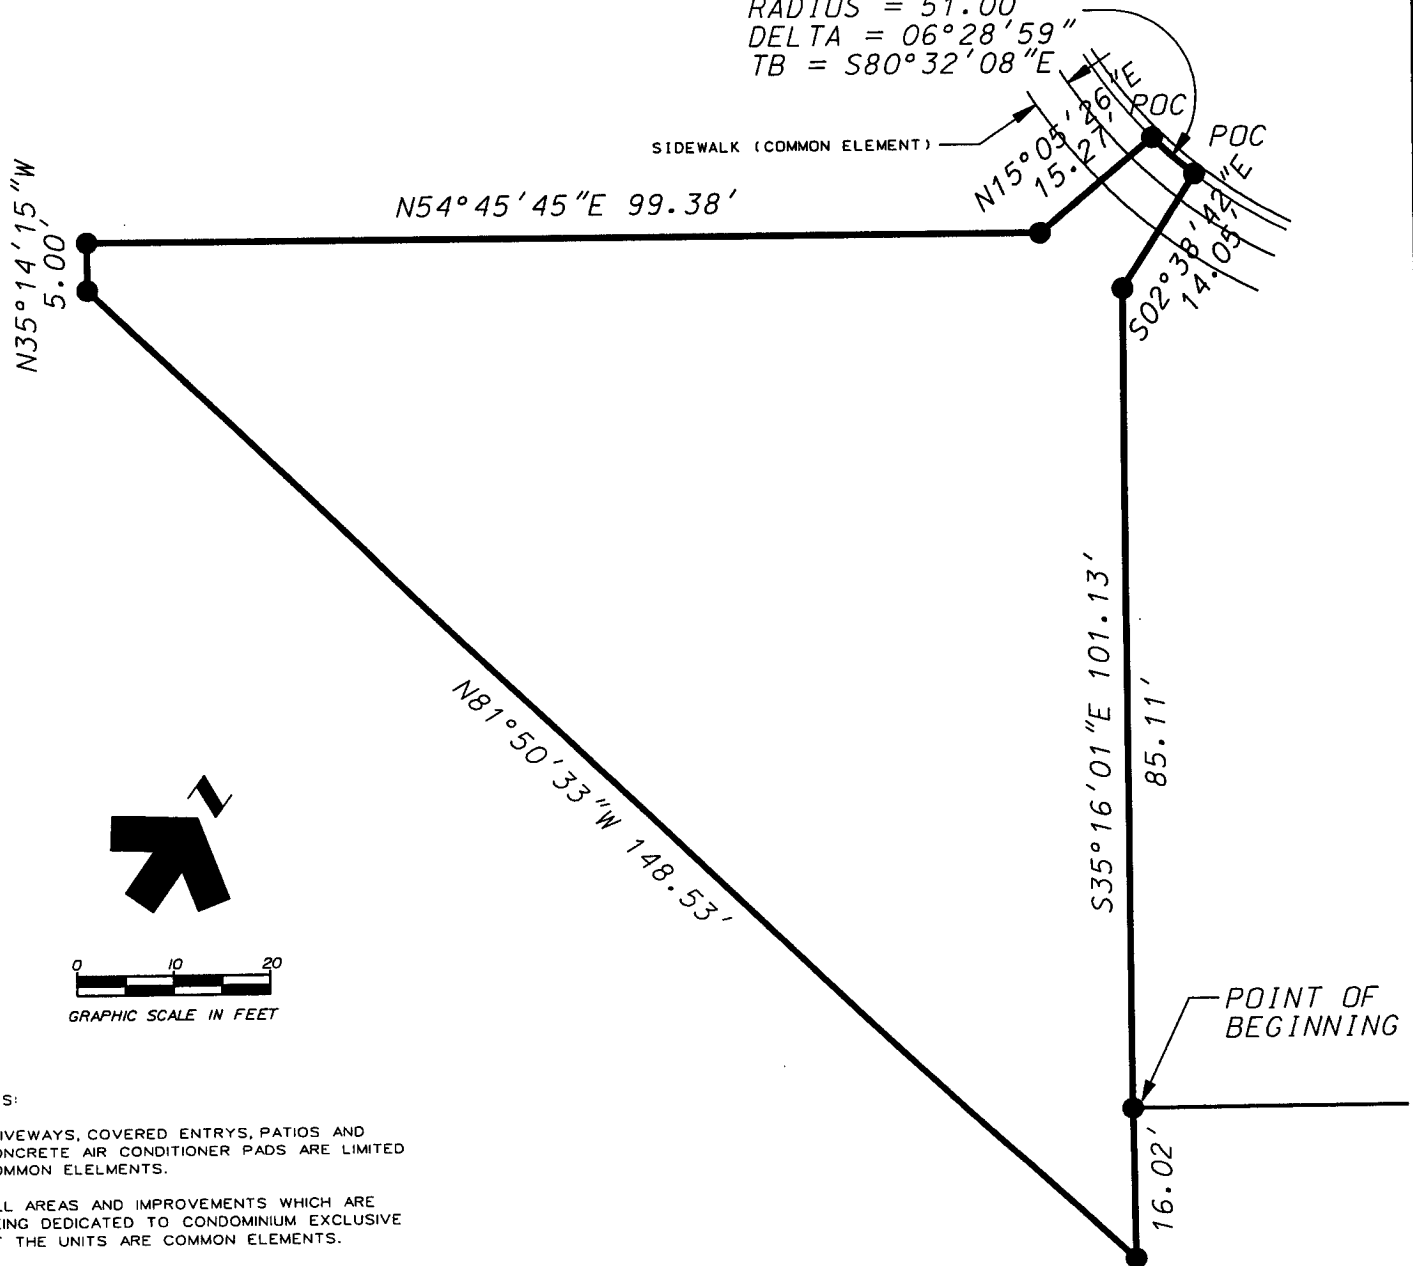 RADIUS = 51.00'
DELTA = 06°28'59"
TB = S80°32'08"E
POC
POC
SIDEWALK (COMMON ELEMENT)
N15°05'26"E
15.27'
S02°38'42"E
14.05'
N54°45'45"E 99.38'
N35°14'15"W
5.00'
S35°16'01"E 101.13'
85.11'
N81°50'33"W 148.53'
N
0 10 20
GRAPHIC SCALE IN FEET
POINT OF
BEGINNING
16.02'
S:
IVEWAYS, COVERED ENTRYS, PATIOS AND
ONCRETE AIR CONDITIONER PADS ARE LIMITED
OMMON ELELMENTS.
LL AREAS AND IMPROVEMENTS WHICH ARE
ING DEDICATED TO CONDOMINIUM EXCLUSIVE
THE UNITS ARE COMMON ELEMENTS.